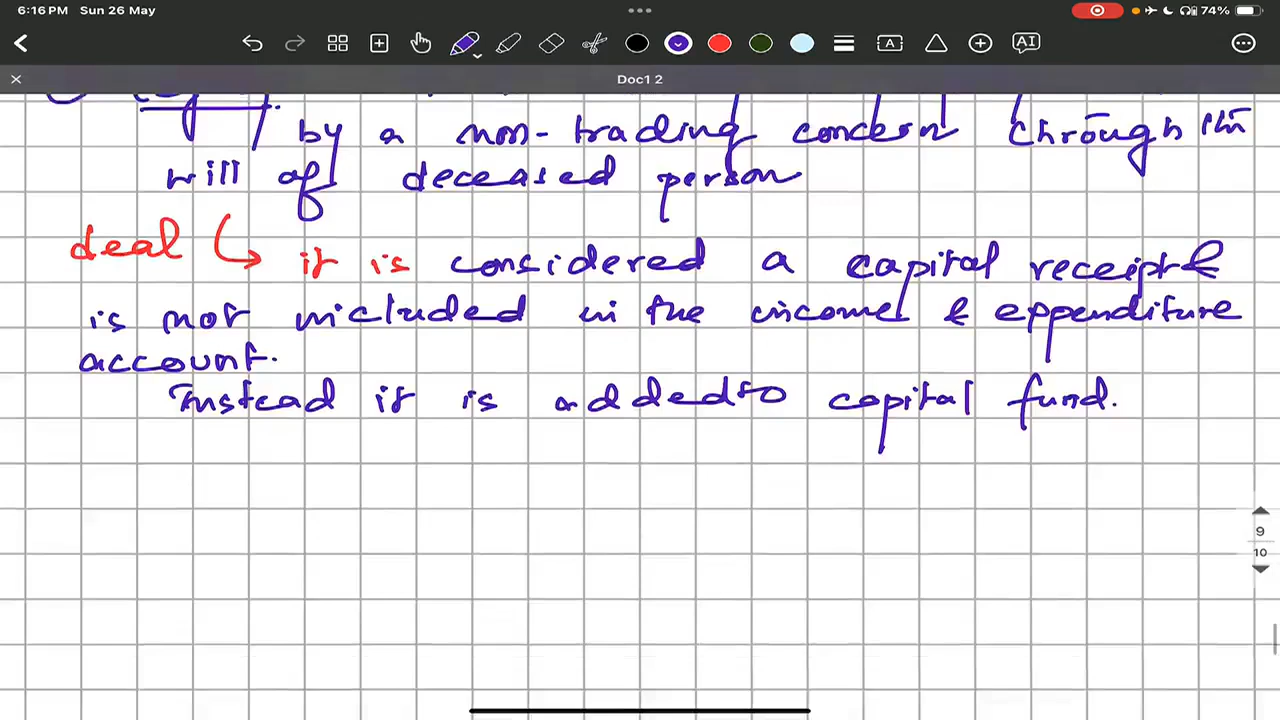 6:16 PM Sun 26 May
74%
Doc1 2
by a non-trading concern through
will of deceased person
deal ↳ it is considered a capital receipt &
is not included in the income & expenditure
account.
Instead it is added to capital fund.
9
10
A
AI